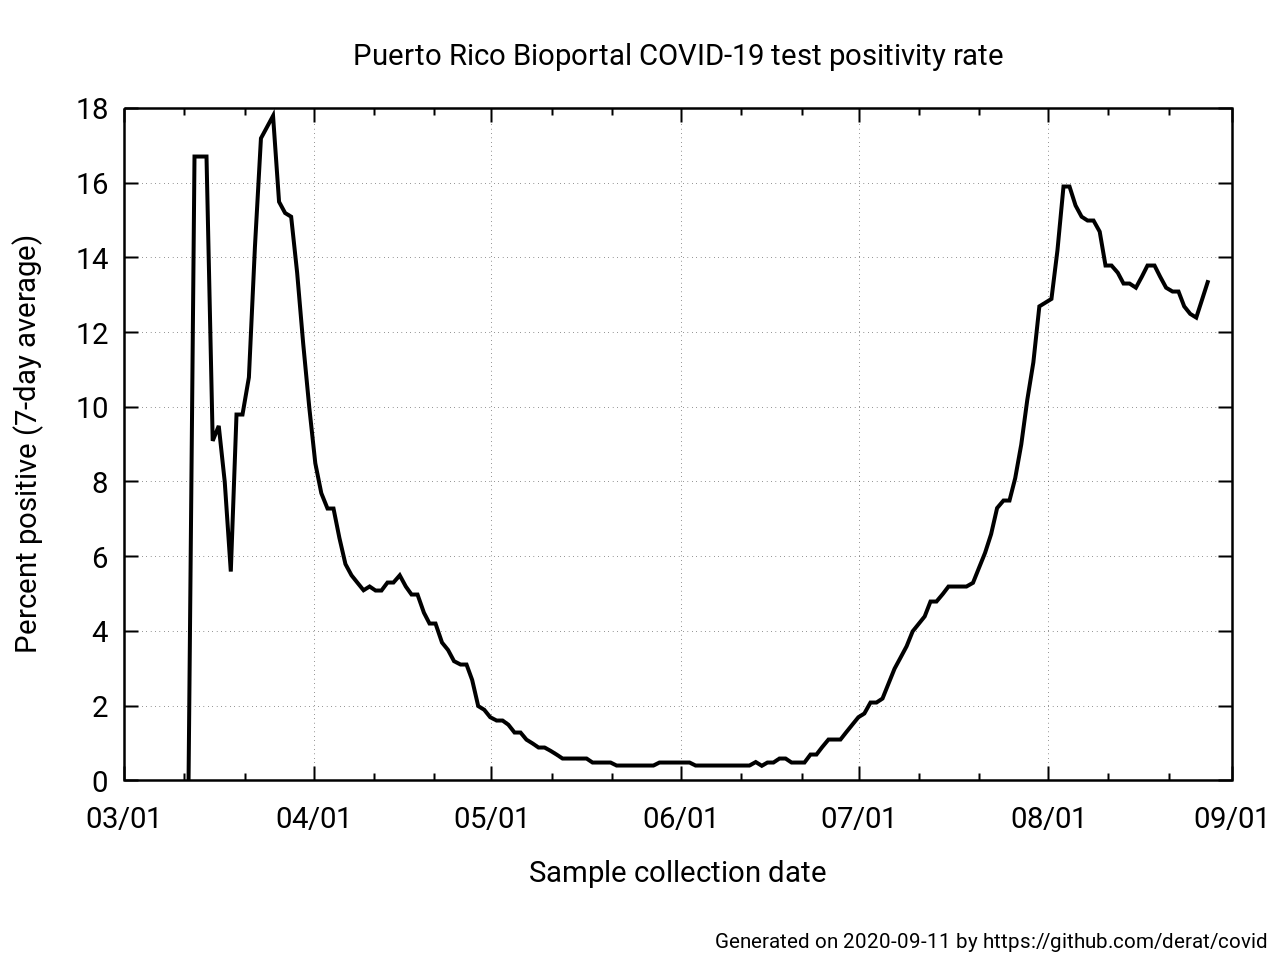 Puerto Rico Bioportal COVID-19 test positivity rate
Percent positive (7-day average)
18
16
14
12
10
8
6
4
2
0
03/01 04/01 05/01 06/01 07/01 08/01 09/01
Sample collection date
Generated on 2020-09-11 by https://github.com/derat/covid